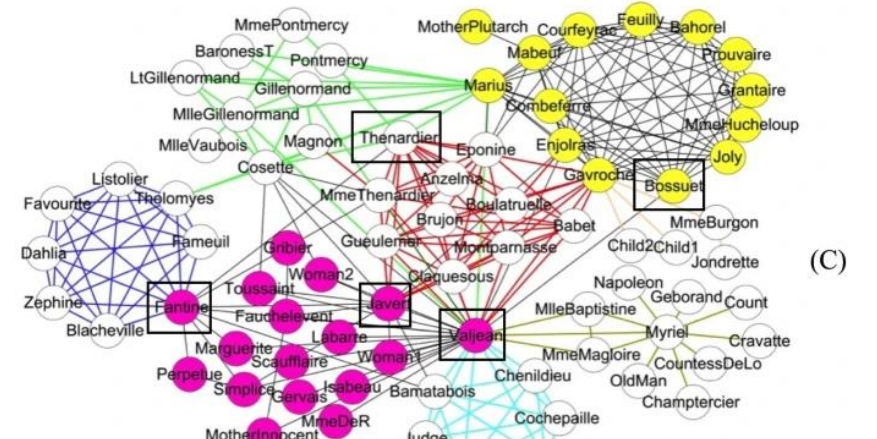 MmePontmercy
MotherPlutarch
Courfeyrac
Feuilly
Bahorel
BaronessT
Pontmercy
Mabeuf
Prouvaire
LtGillenormand
Gillenormand
Marius
Grantaire
MlleGillenormand
Combeferre
MmeHucheloup
MlleVaubois
Magnon
Thenardier
Eponine
Enjolras
Joly
Cosette
Anzelma
Gavroche
Bossuet
Listolier
Favourite
Tholomyes
MmeThenardier
Boulatruelle
Brujon
Babet
MmeBurgon
Dahlia
Fameuil
Gribier
Gueulemer
Montparnasse
Child2
Child1
Jondrette
(C)
Woman2
Claquesous
Napoleon
Toussaint
Zephine
Fantine
Javert
MlleBaptistine
Geborand
Count
Blacheville
Fauchelevent
Labarre
Valjean
Myriel
Cravatte
Marguerite
Scaufflaire
Woman1
MmeMagloire
CountessDeLo
Perpetue
Simplice
Gervais
Isabeau
Bamatabois
Chenildieu
OldMan
Champtercier
MmeDeR
Cochepaille
MotherInnocent
Judge